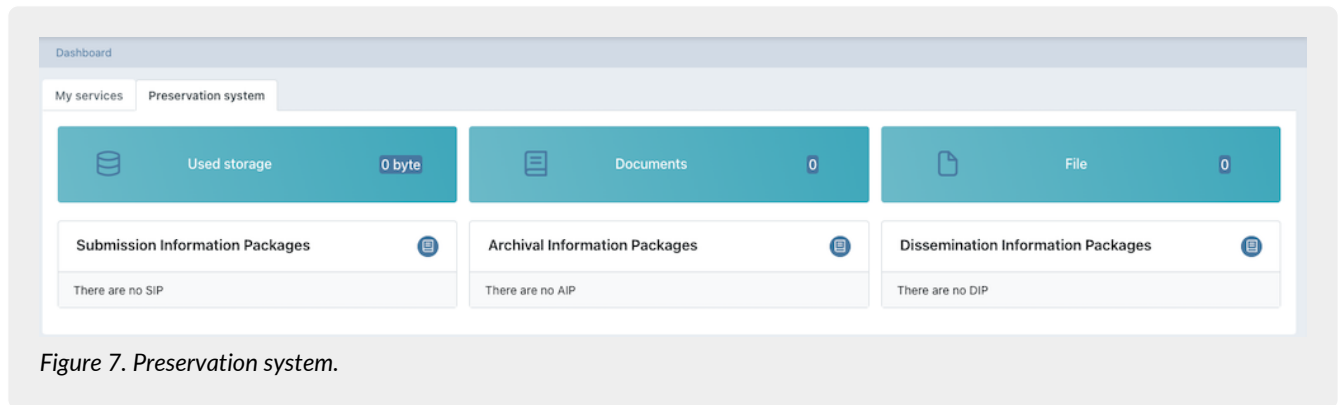 Dashboard
My services Preservation system
Used storage 0 byte Documents 0 File 0
Submission Information Packages Archival Information Packages Dissemination Information Packages
There are no SIP There are no AIP There are no DIP
Figure 7. Preservation system.